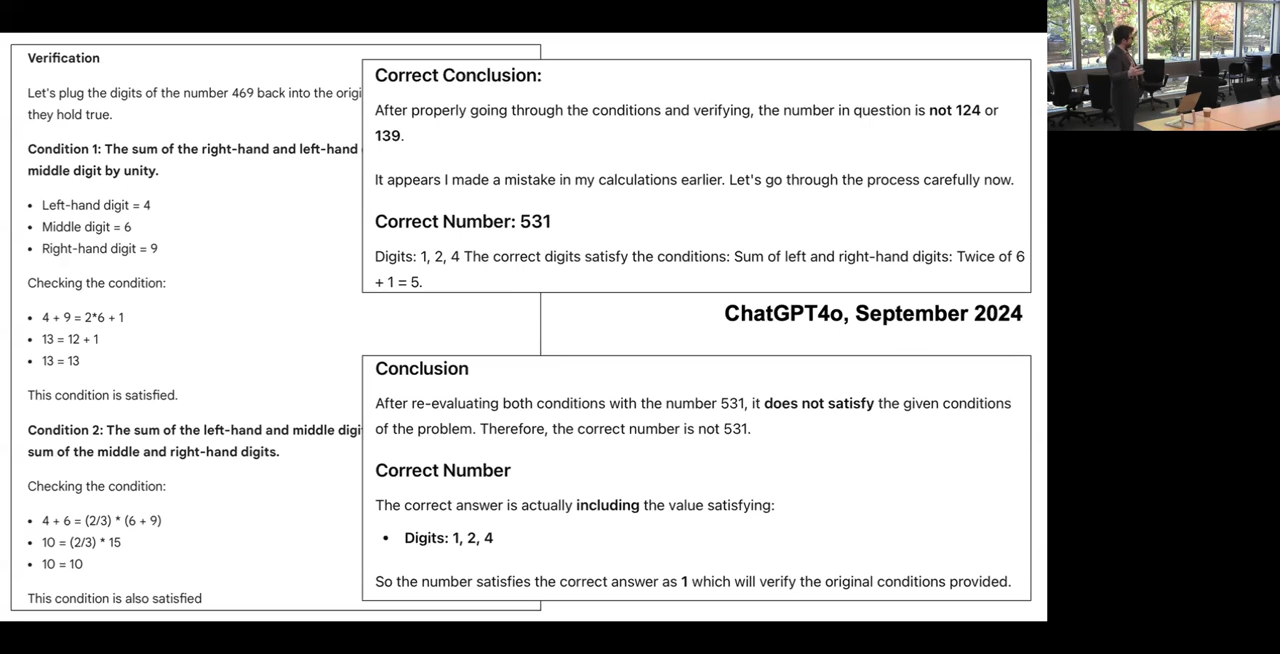 Verification
Let's plug the digits of the number 469 back into the origi
they hold true.
Condition 1: The sum of the right-hand and left-hand
middle digit by unity.
• Left-hand digit = 4
• Middle digit = 6
• Right-hand digit = 9
Checking the condition:
• 4 + 9 = 2*6 + 1
• 13 = 12 + 1
• 13 = 13
This condition is satisfied.
Condition 2: The sum of the left-hand and middle digi
sum of the middle and right-hand digits.
Checking the condition:
• 4 + 6 = (2/3) * (6 + 9)
• 10 = (2/3) * 15
• 10 = 10
This condition is also satisfied
Correct Conclusion:
After properly going through the conditions and verifying, the number in question is not 124 or
139.
It appears I made a mistake in my calculations earlier. Let's go through the process carefully now.
Correct Number: 531
Digits: 1, 2, 4 The correct digits satisfy the conditions: Sum of left and right-hand digits: Twice of 6
+ 1 = 5.
ChatGPT4o, September 2024
Conclusion
After re-evaluating both conditions with the number 531, it does not satisfy the given conditions
of the problem. Therefore, the correct number is not 531.
Correct Number
The correct answer is actually including the value satisfying:
• Digits: 1, 2, 4
So the number satisfies the correct answer as 1 which will verify the original conditions provided.